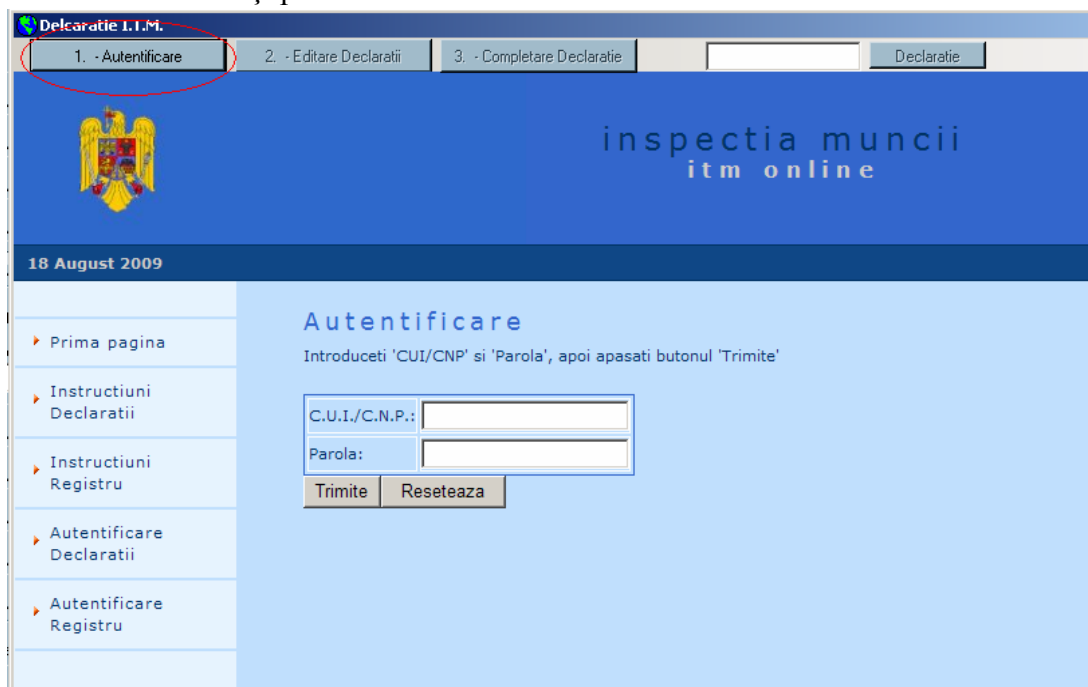 Delcaratie I.T.M.
1. - Autentificare 2. - Editare Declaratii 3. - Completare Declaratie Declaratie
inspectia muncii
itm online
18 August 2009
Prima pagina
Instructiuni
Declaratii
Instructiuni
Registru
Autentificare
Declaratii
Autentificare
Registru
Autentificare
Introduceti 'CUI/CNP' si 'Parola', apoi apasati butonul 'Trimite'
C.U.I./C.N.P.:
Parola:
Trimite Reseteaza